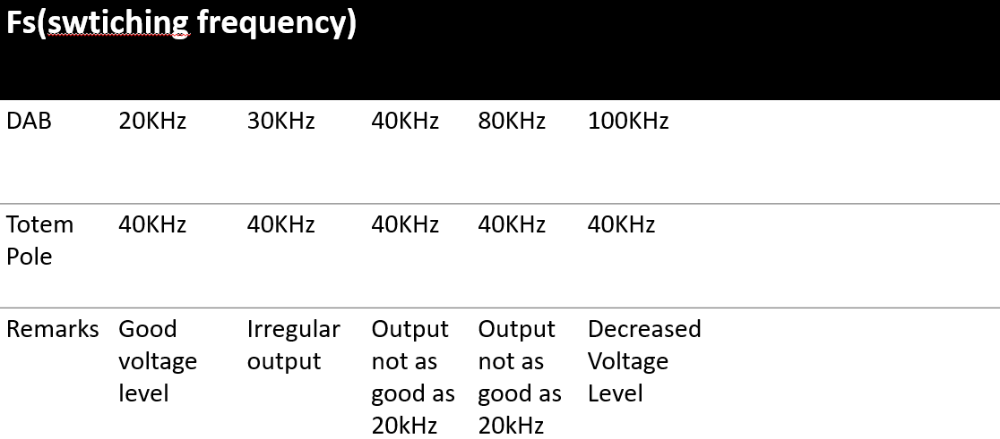 Fs(swtiching frequency)
DAB 20KHz 30KHz 40KHz 80KHz 100KHz
Totem Pole 40KHz 40KHz 40KHz 40KHz 40KHz
Remarks Good voltage level Irregular output Output not as good as 20kHz Output not as good as 20kHz Decreased Voltage Level